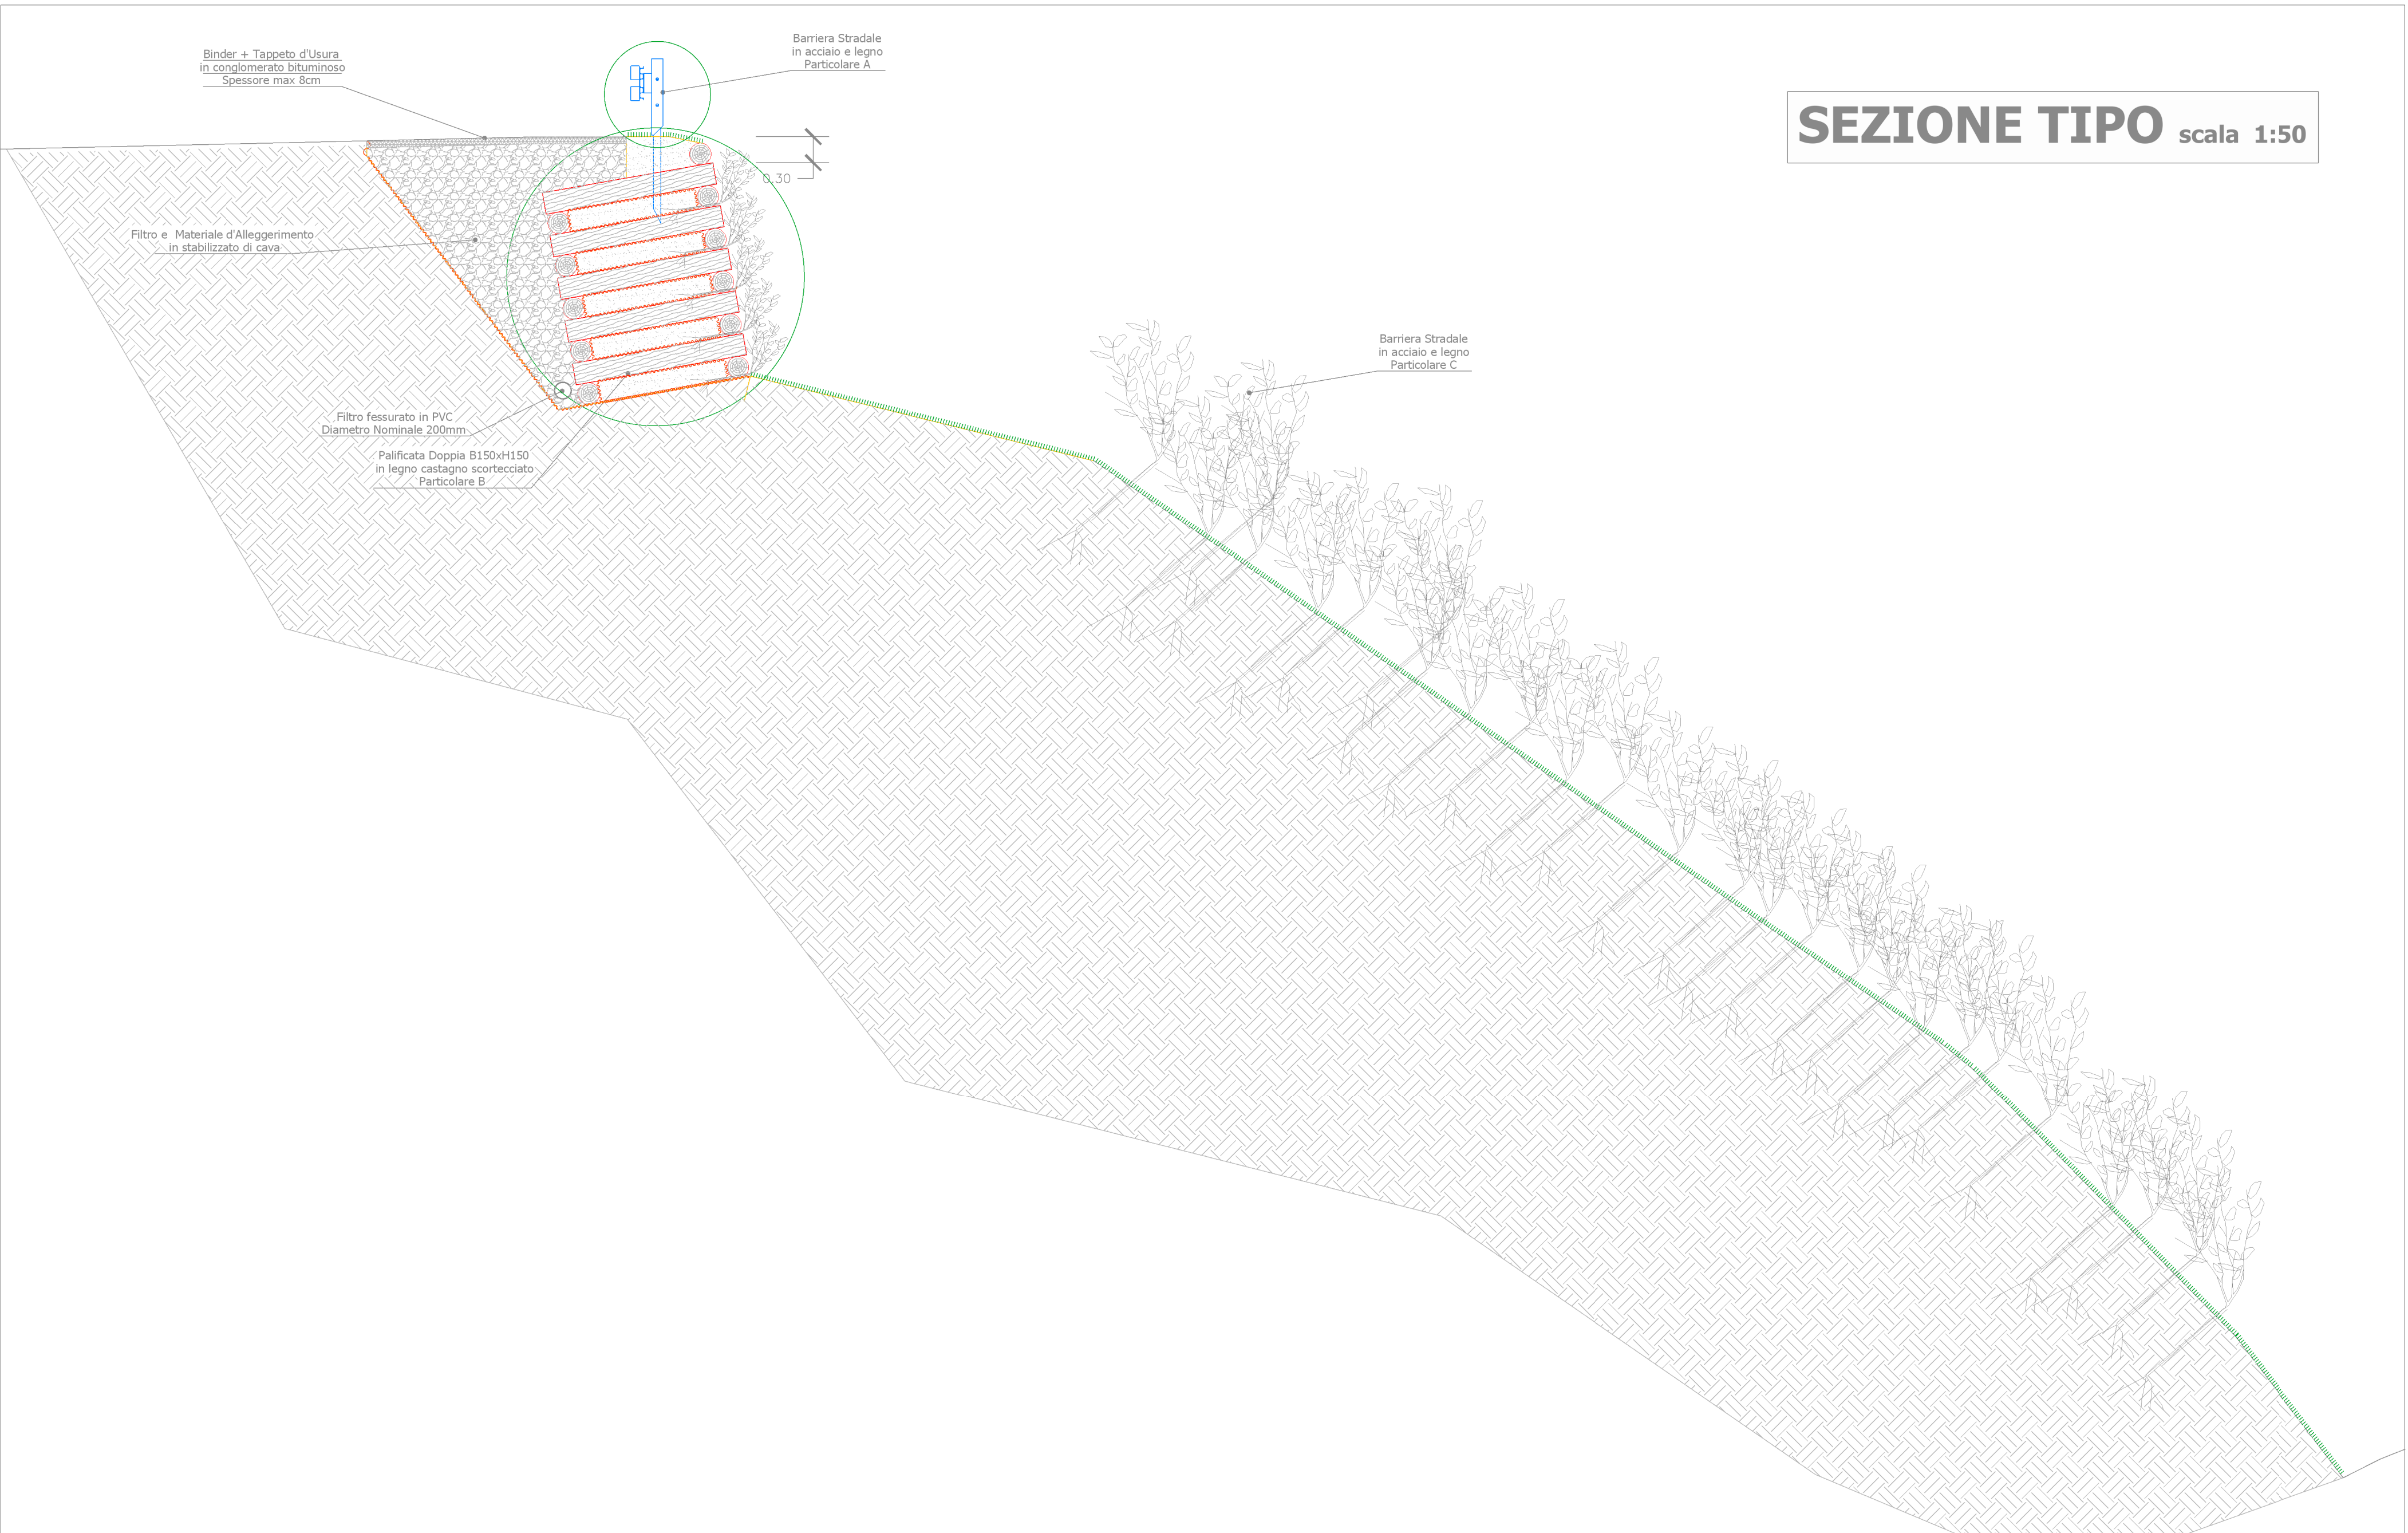 Binder + Tappeto d'Usura
in conglomerato bituminoso
Spessore max 8cm
Barriera Stradale
in acciaio e legno
Particolare A
SEZIONE TIPO scala 1:50
0.30
Filtro e  Materiale d'Alleggerimento
in stabilizzato di cava
Barriera Stradale
in acciaio e legno
Particolare C
Filtro fessurato in PVC
Diametro Nominale 200mm
Palificata Doppia B150xH150
in legno castagno scortecciato
Particolare B